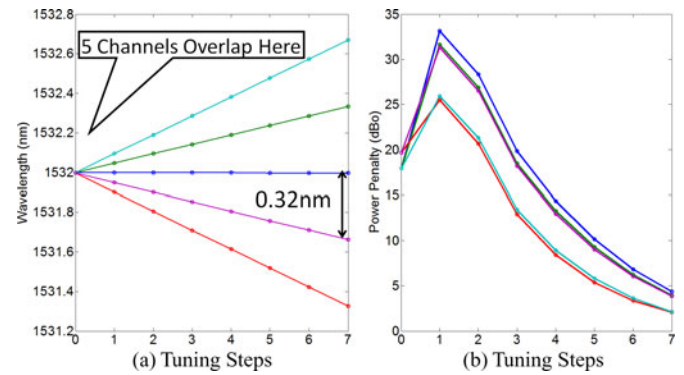 1532.8
1532.6
1532.4
1532.2
1532
1531.8
1531.6
1531.4
1531.2
Wavelength (nm)
5 Channels Overlap Here
0.32nm
0 1 2 3 4 5 6 7
(a) Tuning Steps
35
30
25
20
15
10
5
0
Power Penalty (dBo)
0 1 2 3 4 5 6 7
(b) Tuning Steps